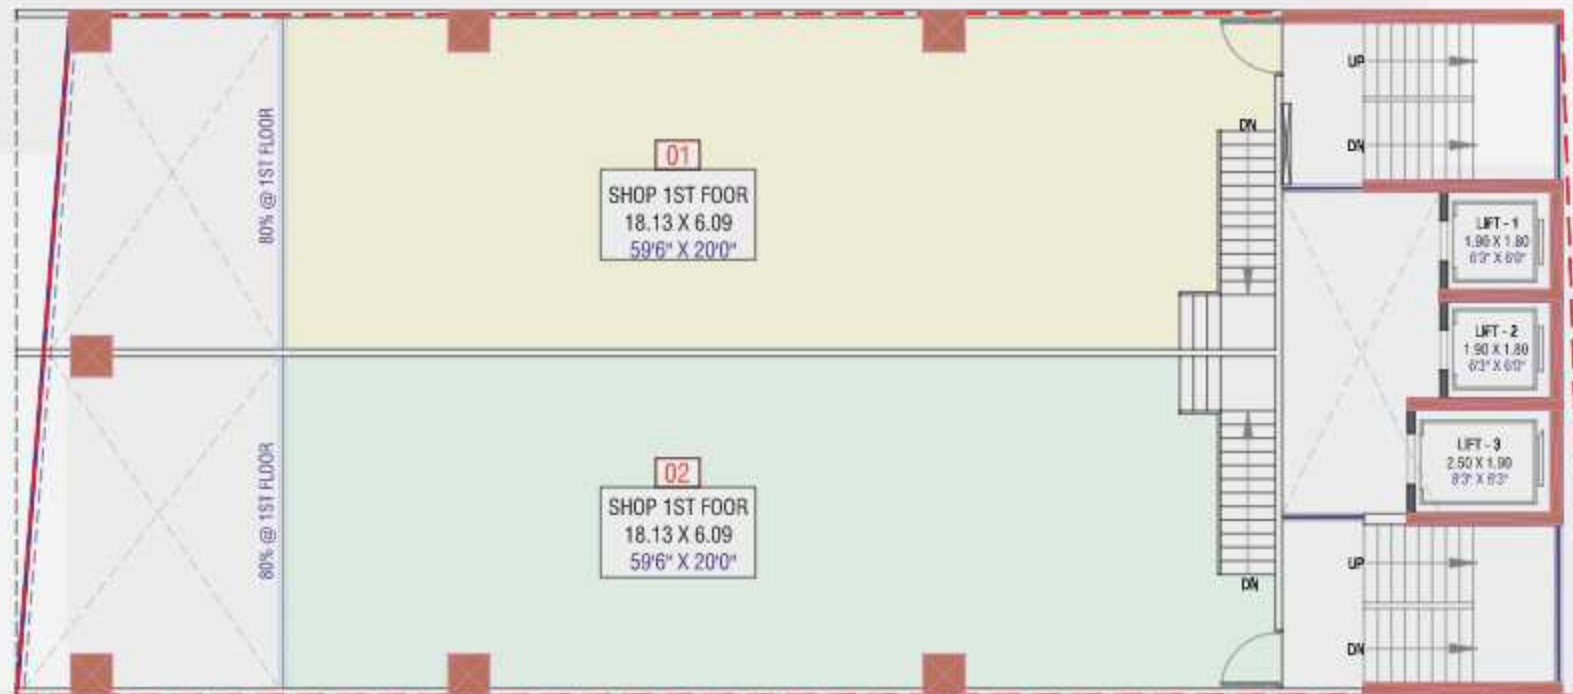 80% @ 1ST FLOOR
01
SHOP 1ST FOOR
18.13 X 6.09
59'6" X 20'0"
DN
UP
DN
LIFT - 1
1.90 X 1.80
6'3" X 6'0"
LIFT - 2
1.90 X 1.80
6'3" X 6'0"
LIFT - 3
2.50 X 1.90
8'3" X 6'3"
80% @ 1ST FLOOR
02
SHOP 1ST FOOR
18.13 X 6.09
59'6" X 20'0"
DN
UP
DN